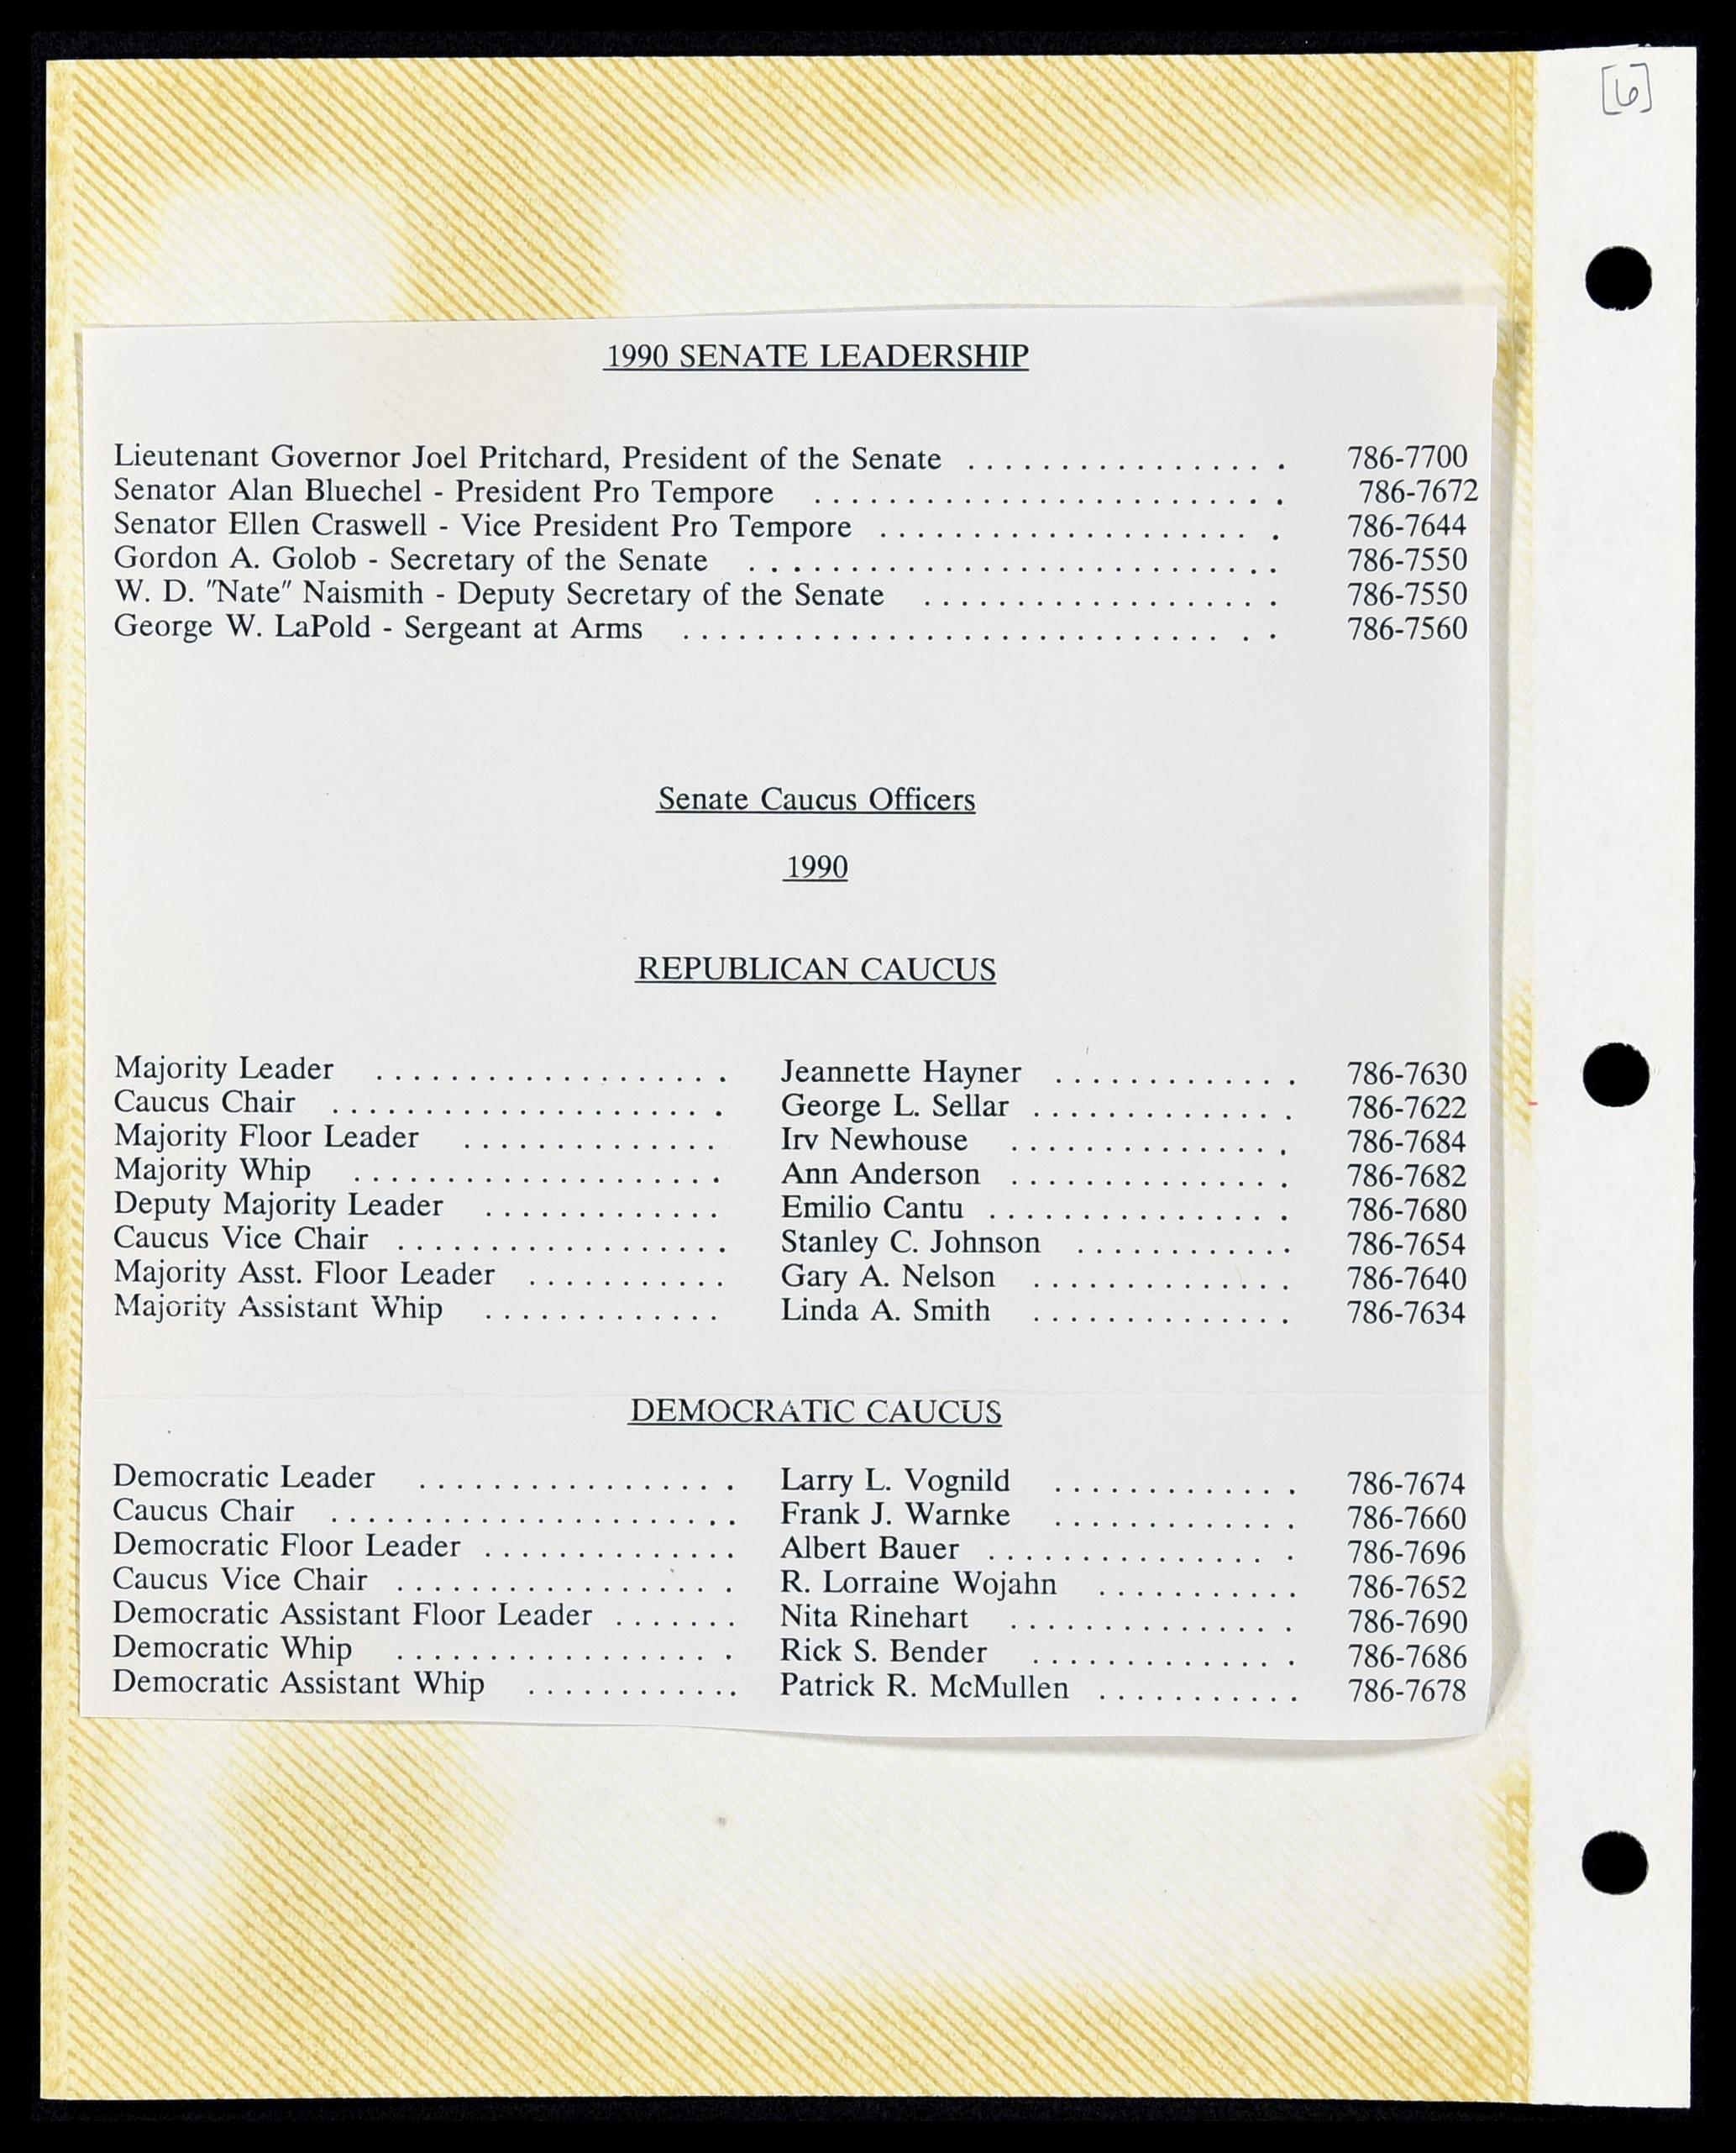 [6]
1990 SENATE LEADERSHIP
Lieutenant Governor Joel Pritchard, President of the Senate . . . . . . . . . . . . . . . . . 786-7700
Senator Alan Bluechel - President Pro Tempore . . . . . . . . . . . . . . . . . . . . . . . . . 786-7672
Senator Ellen Craswell - Vice President Pro Tempore . . . . . . . . . . . . . . . . . . . . . 786-7644
Gordon A. Golob - Secretary of the Senate . . . . . . . . . . . . . . . . . . . . . . . . . . . . 786-7550
W. D. "Nate" Naismith - Deputy Secretary of the Senate . . . . . . . . . . . . . . . . . . . 786-7550
George W. LaPold - Sergeant at Arms . . . . . . . . . . . . . . . . . . . . . . . . . . . . . . . 786-7560
Senate Caucus Officers
1990
REPUBLICAN CAUCUS
Majority Leader . . . . . . . . . . . . . . . . . . . Jeannette Hayner . . . . . . . . . . . . . 786-7630
Caucus Chair . . . . . . . . . . . . . . . . . . . . . George L. Sellar . . . . . . . . . . . . . . 786-7622
Majority Floor Leader . . . . . . . . . . . . . . Irv Newhouse . . . . . . . . . . . . . . . 786-7684
Majority Whip . . . . . . . . . . . . . . . . . . . . Ann Anderson . . . . . . . . . . . . . . . 786-7682
Deputy Majority Leader . . . . . . . . . . . . . Emilio Cantu . . . . . . . . . . . . . . . . 786-7680
Caucus Vice Chair . . . . . . . . . . . . . . . . . . Stanley C. Johnson . . . . . . . . . . . . 786-7654
Majority Asst. Floor Leader . . . . . . . . . . . Gary A. Nelson . . . . . . . . . . . . . . 786-7640
Majority Assistant Whip . . . . . . . . . . . . . Linda A. Smith . . . . . . . . . . . . . . 786-7634
DEMOCRATIC CAUCUS
Democratic Leader . . . . . . . . . . . . . . . . . Larry L. Vognild . . . . . . . . . . . . . 786-7674
Caucus Chair . . . . . . . . . . . . . . . . . . . . . . Frank J. Warnke . . . . . . . . . . . . . 786-7660
Democratic Floor Leader . . . . . . . . . . . . . . Albert Bauer . . . . . . . . . . . . . . . . 786-7696
Caucus Vice Chair . . . . . . . . . . . . . . . . . . R. Lorraine Wojahn . . . . . . . . . . . 786-7652
Democratic Assistant Floor Leader . . . . . . . Nita Rinehart . . . . . . . . . . . . . . . 786-7690
Democratic Whip . . . . . . . . . . . . . . . . . . Rick S. Bender . . . . . . . . . . . . . . 786-7686
Democratic Assistant Whip . . . . . . . . . . . . Patrick R. McMullen . . . . . . . . . . . 786-7678